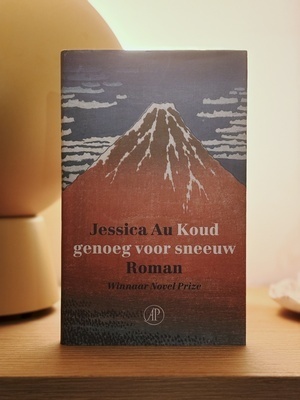 Jessica Au Koud
genoeg voor sneeuw
Roman
Winnaar Novel Prize
AP